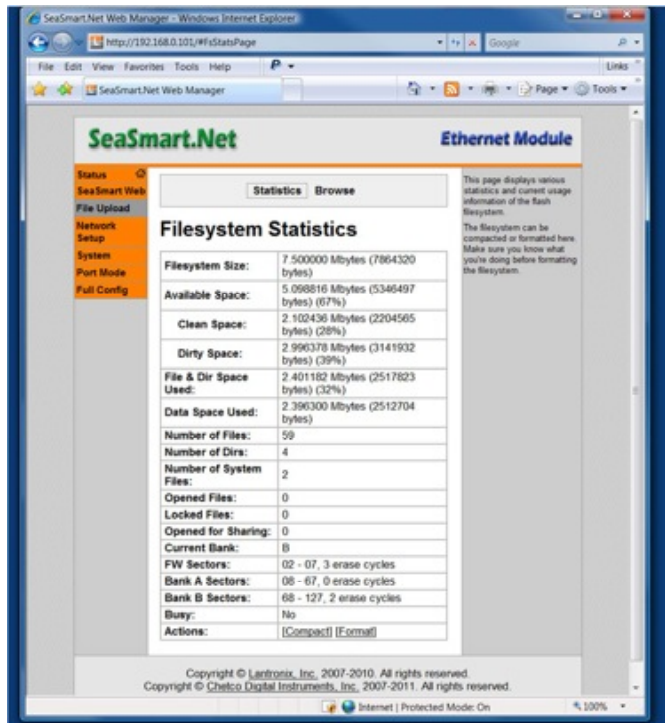 SeaSmart.Net Web Manager - Windows Internet Explorer
http://192.168.0.101/#FsStatsPage
Google
File Edit View Favorites Tools Help
Links
SeaSmart.Net Web Manager
Page Tools
SeaSmart.Net
Ethernet Module
Status
SeaSmart Web
File Upload
Network
Setup
System
Port Mode
Full Config
Statistics Browse
Filesystem Statistics
Filesystem Size: 7.500000 Mbytes (7864320
bytes)
Available Space: 5.098816 Mbytes (5346497
bytes) (67%)
Clean Space: 2.102436 Mbytes (2204565
bytes) (28%)
Dirty Space: 2.996378 Mbytes (3141932
bytes) (39%)
File & Dir Space
Used: 2.401182 Mbytes (2517823
bytes) (32%)
Data Space Used: 2.396300 Mbytes (2512704
bytes)
Number of Files: 59
Number of Dirs: 4
Number of System
Files: 2
Opened Files: 0
Locked Files: 0
Opened for Sharing: 0
Current Bank: B
FW Sectors: 02 - 07, 3 erase cycles
Bank A Sectors: 08 - 67, 0 erase cycles
Bank B Sectors: 68 - 127, 2 erase cycles
Busy: No
Actions: [Compact] [Format]
This page displays various
statistics and current usage
information of the flash
filesystem.
The filesystem can be
compacted or formatted here.
Make sure you know what
you're doing before formatting
the filesystem.
Copyright © Lantronix, Inc. 2007-2010. All rights reserved.
Copyright © Chetco Digital Instruments, Inc. 2007-2011. All rights reserved.
Internet | Protected Mode: On
100%